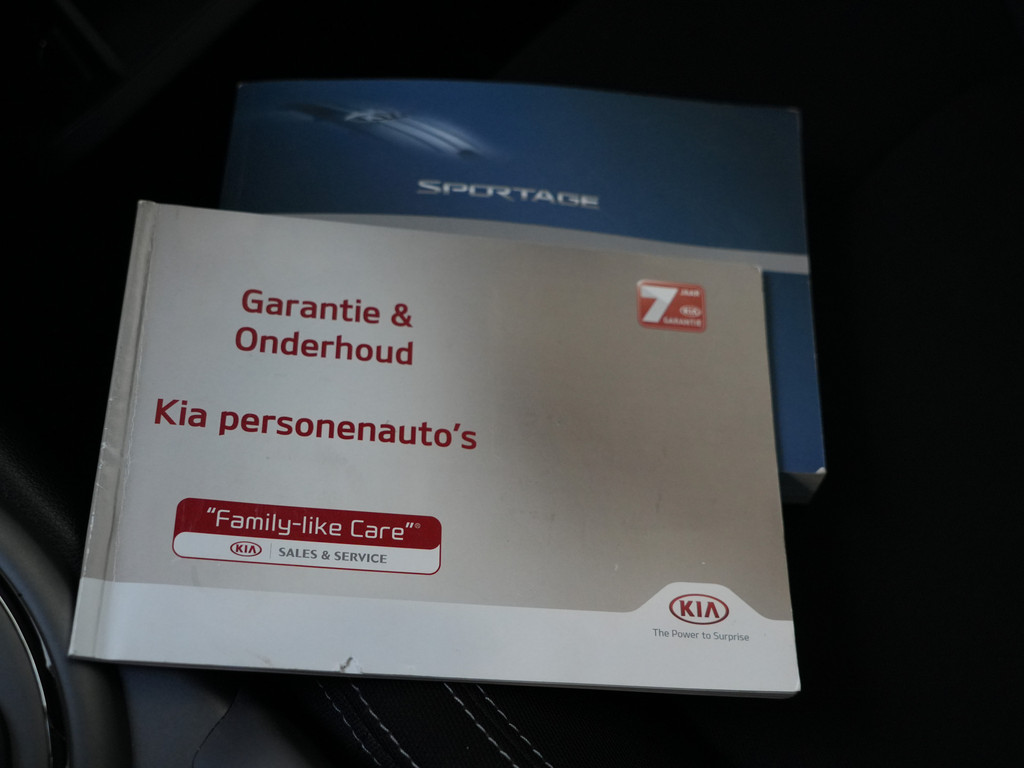 SPORTAGE
Garantie &
Onderhoud
7 JAAR
KIA
GARANTIE
Kia personenauto's
"Family-like Care"®
KIA | SALES & SERVICE
KIA
The Power to Surprise